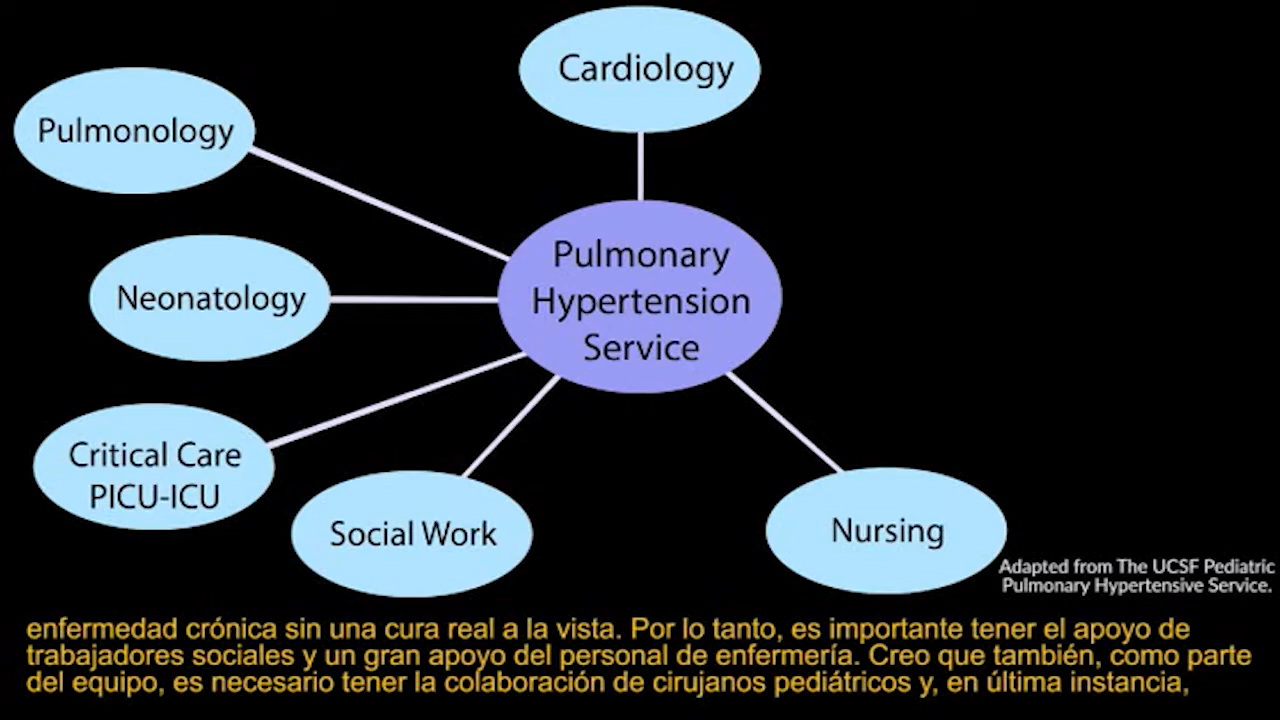 Cardiology
Pulmonology
Pulmonary
Hypertension
Service
Neonatology
Critical Care
PICU-ICU
Social Work
Nursing
Adapted from The UCSF Pediatric
Pulmonary Hypertensive Service.
enfermedad crónica sin una cura real a la vista. Por lo tanto, es importante tener el apoyo de
trabajadores sociales y un gran apoyo del personal de enfermería. Creo que también, como parte
del equipo, es necesario tener la colaboración de cirujanos pediátricos y, en última instancia,